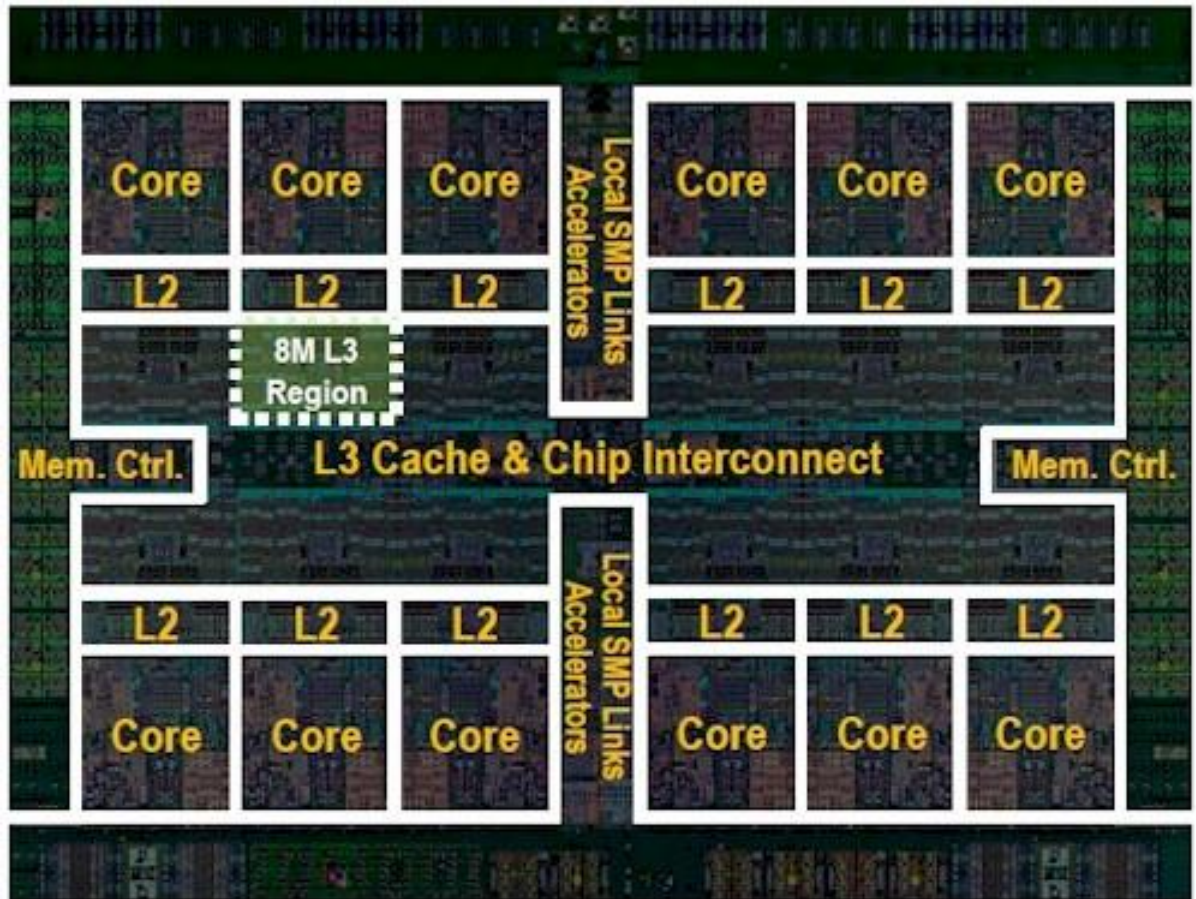 Core Core Core Core Core Core
Local SMP Links
Accelerators
L2 L2 L2 L2 L2 L2
8M L3
Region
Mem. Ctrl. L3 Cache & Chip Interconnect Mem. Ctrl.
Local SMP Links
Accelerators
L2 L2 L2 L2 L2 L2
Core Core Core Core Core Core